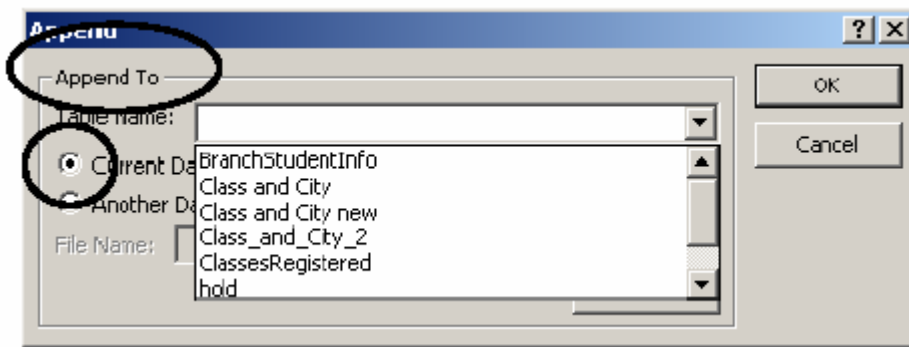 Append
Append To
OK
Table Name:
Cancel
Current Da
BranchStudentInfo
Class and City
Another Da
Class and City new
Class_and_City_2
File Name:
ClassesRegistered
hold